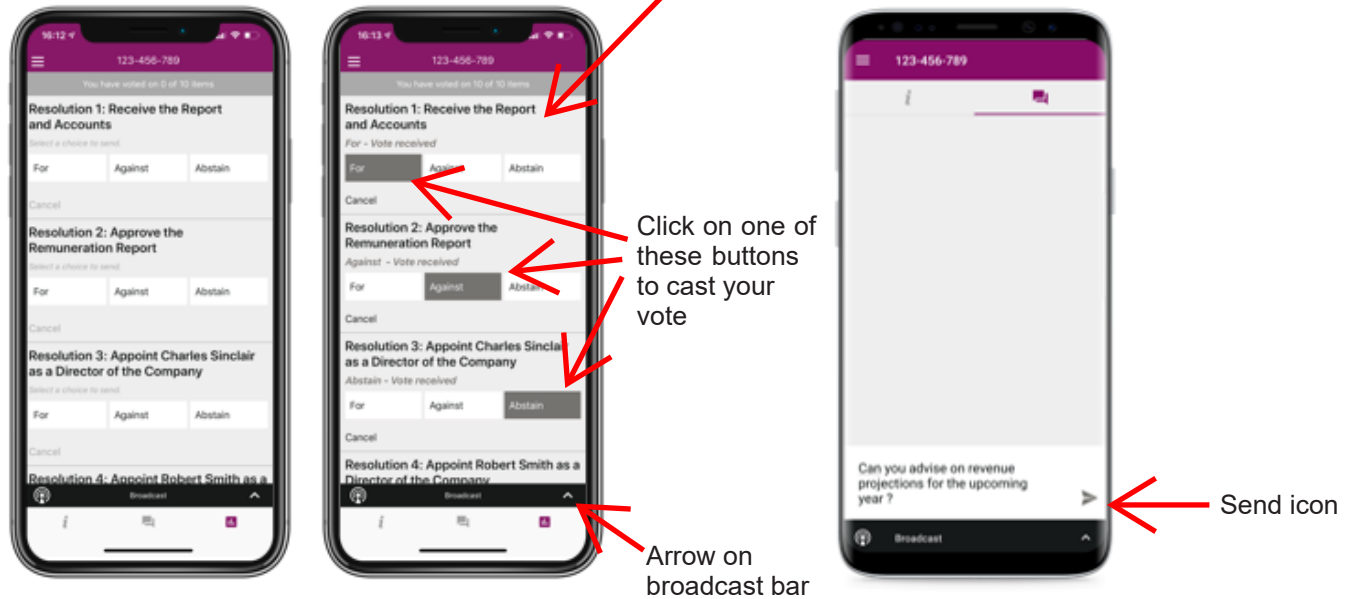 16:12
123-456-789
You have voted on 0 of 10 items
Resolution 1: Receive the Report
and Accounts
Select a choice to send.
For Against Abstain
Cancel
Resolution 2: Approve the
Remuneration Report
Select a choice to send.
For Against Abstain
Cancel
Resolution 3: Appoint Charles Sinclair
as a Director of the Company
Select a choice to send.
For Against Abstain
Cancel
Resolution 4: Appoint Robert Smith as a
Broadcast
i
16:13
123-456-789
You have voted on 10 of 10 items
Resolution 1: Receive the Report
and Accounts
For - Vote received
For Against Abstain
Cancel
Resolution 2: Approve the
Remuneration Report
Against - Vote received
For Against Abstain
Cancel
Resolution 3: Appoint Charles Sinclair
as a Director of the Company
Abstain - Vote received
For Against Abstain
Cancel
Resolution 4: Appoint Robert Smith as a
Director of the Company
Broadcast
i
Click on one of
these buttons
to cast your
vote
Arrow on
broadcast bar
123-456-789
i
Can you advise on revenue
projections for the upcoming
year ?
Broadcast
Send icon